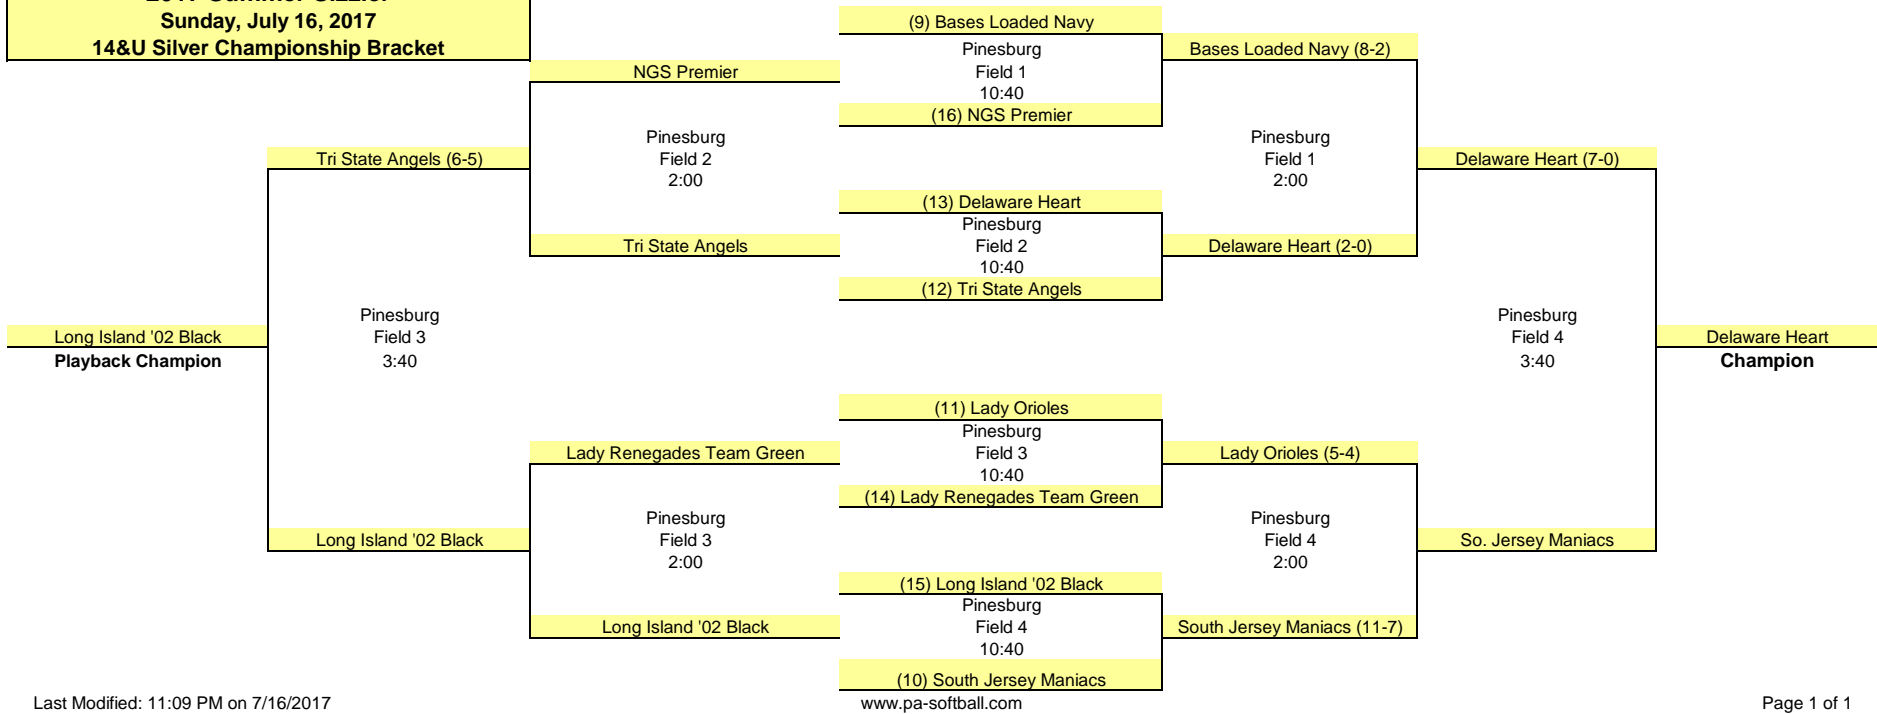 Sunday, July 16, 2017
14&U Silver Championship Bracket
(9) Bases Loaded Navy
Pinesburg
Field 1
10:40
(16) NGS Premier
Bases Loaded Navy (8-2)
NGS Premier
Pinesburg
Field 2
2:00
Tri State Angels (6-5)
Pinesburg
Field 1
2:00
Delaware Heart (7-0)
(13) Delaware Heart
Pinesburg
Field 2
10:40
(12) Tri State Angels
Tri State Angels
Delaware Heart (2-0)
Pinesburg
Field 3
3:40
Long Island '02 Black
Playback Champion
Pinesburg
Field 4
3:40
Delaware Heart
Champion
(11) Lady Orioles
Pinesburg
Field 3
10:40
(14) Lady Renegades Team Green
Lady Renegades Team Green
Lady Orioles (5-4)
Pinesburg
Field 3
2:00
Long Island '02 Black
Pinesburg
Field 4
2:00
So. Jersey Maniacs
(15) Long Island '02 Black
Pinesburg
Field 4
10:40
(10) South Jersey Maniacs
Long Island '02 Black
South Jersey Maniacs (11-7)
Last Modified: 11:09 PM on 7/16/2017
www.pa-softball.com
Page 1 of 1